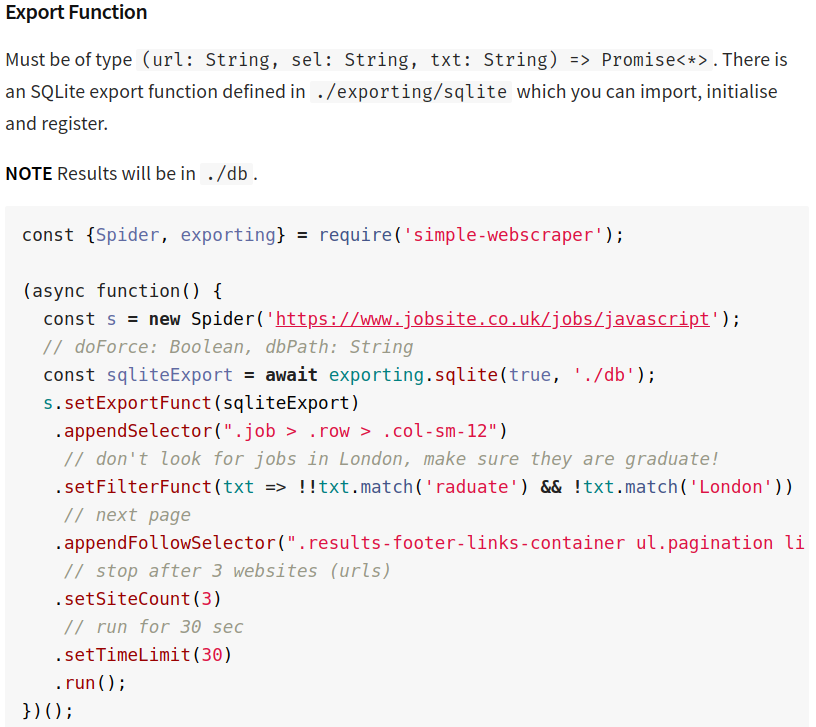 Export Function
Must be of type (url: String, sel: String, txt: String) => Promise<*>. There is
an SQLite export function defined in ./exporting/sqlite which you can import, initialise
and register.
NOTE Results will be in ./db.
const {Spider, exporting} = require('simple-webscraper');

(async function() {
  const s = new Spider('https://www.jobsite.co.uk/jobs/javascript');
  // doForce: Boolean, dbPath: String
  const sqliteExport = await exporting.sqlite(true, './db');
  s.setExportFunct(sqliteExport)
   .appendSelector(".job > .row > .col-sm-12")
    // don't look for jobs in London, make sure they are graduate!
   .setFilterFunct(txt => !!txt.match('raduate') && !txt.match('London'))
    // next page
   .appendFollowSelector(".results-footer-links-container ul.pagination li
    // stop after 3 websites (urls)
   .setSiteCount(3)
    // run for 30 sec
   .setTimeLimit(30)
   .run();
})();